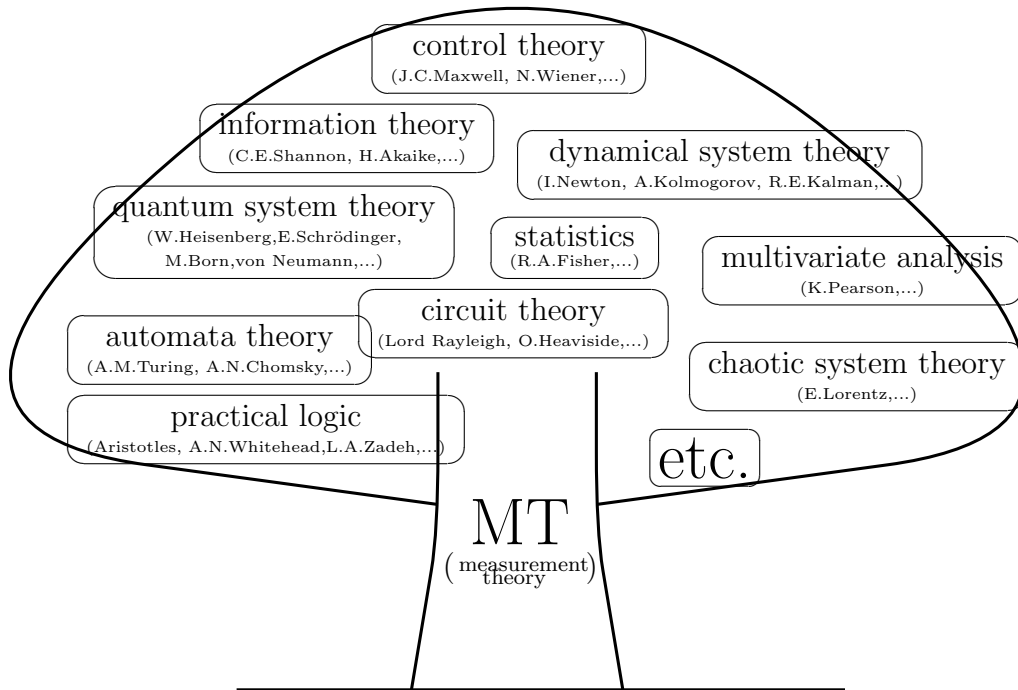 control theory
(J.C.Maxwell, N.Wiener,...)
information theory
(C.E.Shannon, H.Akaike,...)
dynamical system theory
(I.Newton, A.Kolmogorov, R.E.Kalman,...)
quantum system theory
(W.Heisenberg,E.Schrödinger,
M.Born,von Neumann,...)
statistics
(R.A.Fisher,...)
multivariate analysis
(K.Pearson,...)
circuit theory
(Lord Rayleigh, O.Heaviside,...)
automata theory
(A.M.Turing, A.N.Chomsky,...)
chaotic system theory
(E.Lorentz,...)
practical logic
(Aristotles, A.N.Whitehead,L.A.Zadeh,...)
etc.
MT
(measurement
theory)